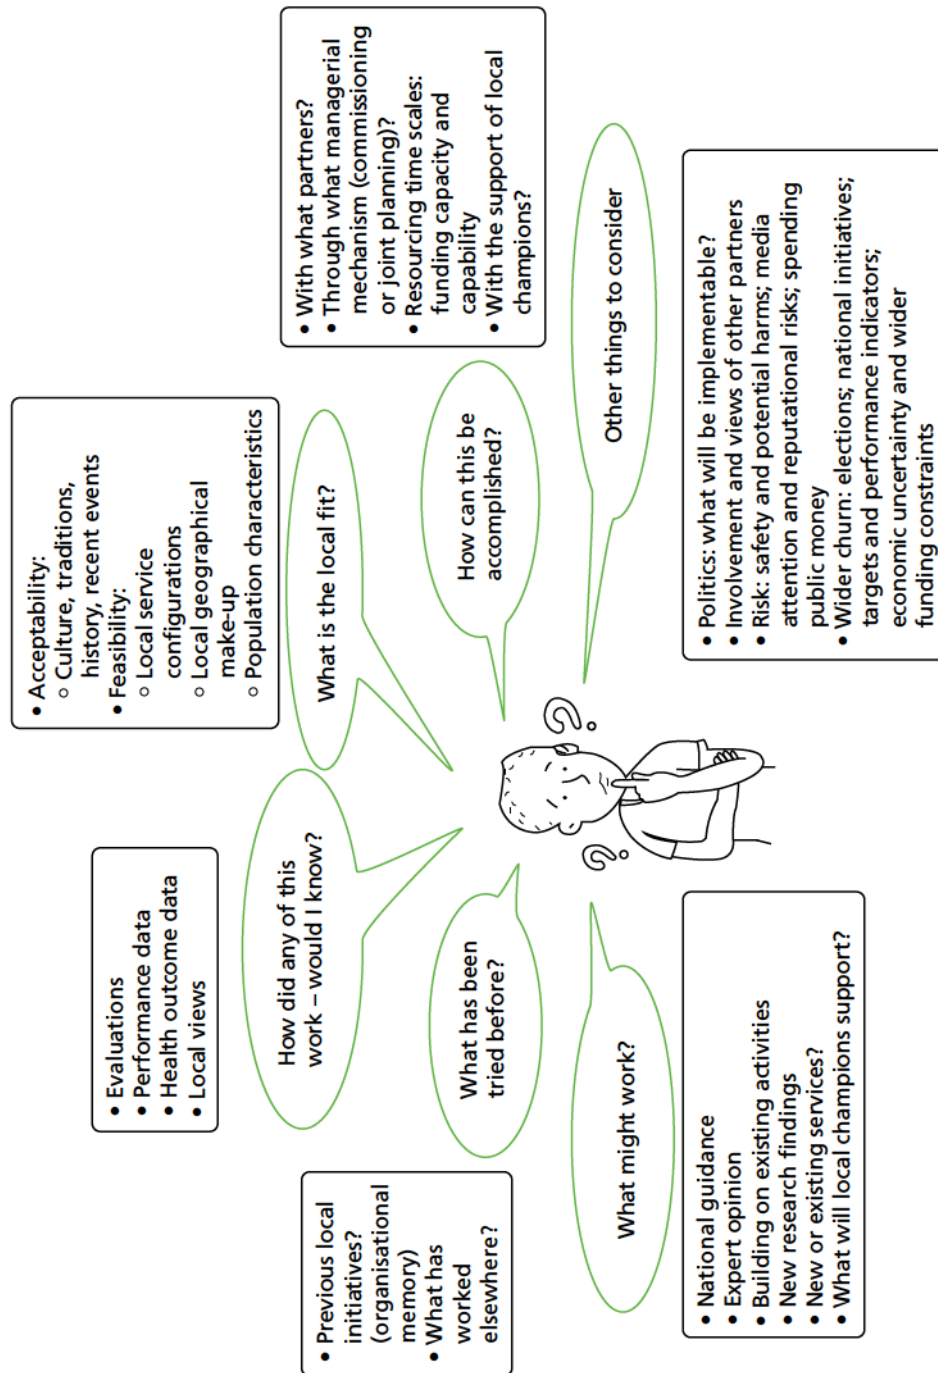 • Previous local
initiatives?
(organisational
memory)
• What has
worked
elsewhere?
• Evaluations
• Performance data
• Health outcome data
• Local views
• Acceptability:
○ Culture, traditions,
history, recent events
• Feasibility:
○ Local service
configurations
○ Local geographical
make-up
○ Population characteristics
• With what partners?
• Through what managerial
mechanism (commissioning
or joint planning)?
• Resourcing time scales:
funding capacity and
capability
• With the support of local
champions?
What has been
tried before?
How did any of this
work – would I know?
What is the local fit?
How can this be
accomplished?
What might work?
Other things to consider
• National guidance
• Expert opinion
• Building on existing activities
• New research findings
• New or existing services?
• What will local champions support?
• Politics: what will be implementable?
• Involvement and views of other partners
• Risk: safety and potential harms; media
attention and reputational risks; spending
public money
• Wider churn: elections; national initiatives;
targets and performance indicators;
economic uncertainty and wider
funding constraints
? ?